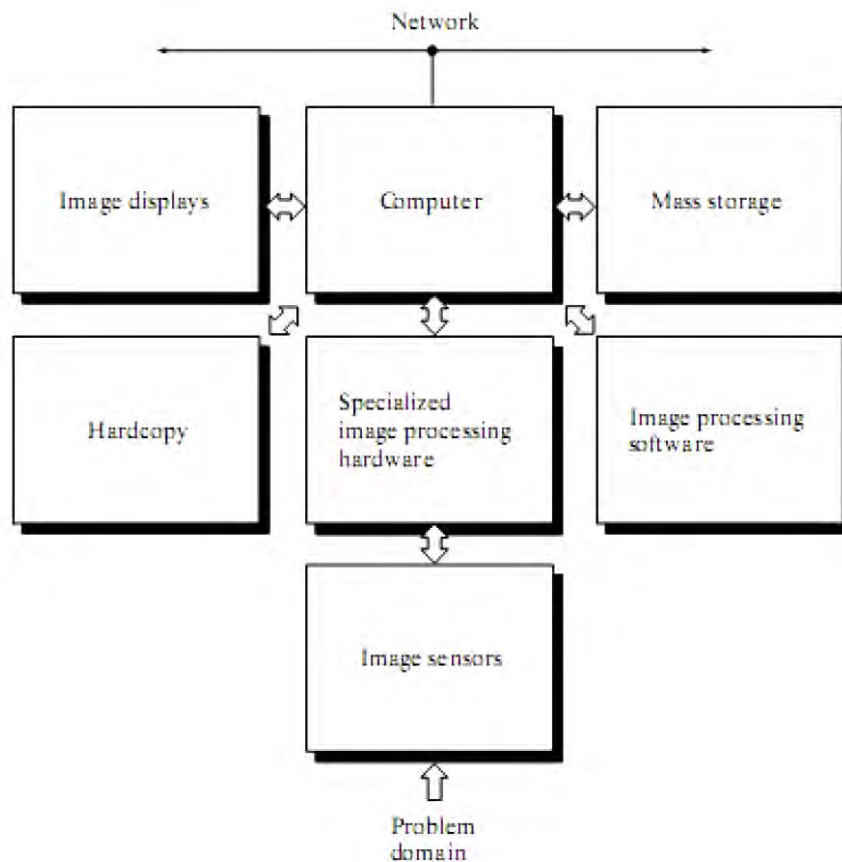 Network
Image displays
Computer
Mass storage
Hardcopy
Specialized
image processing
hardware
Image processing
software
Image sensors
Problem
domain